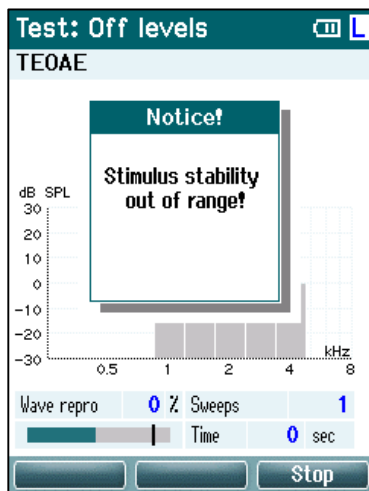 Test: Off levels L
TEOAE
Notice!
Stimulus stability
out of range!
dB SPL
30
20
10
0
-10
-20
-30
kHz
0.5 1 2 4 8
Wave repro 0 % Sweeps 1
Time 0 sec
Stop